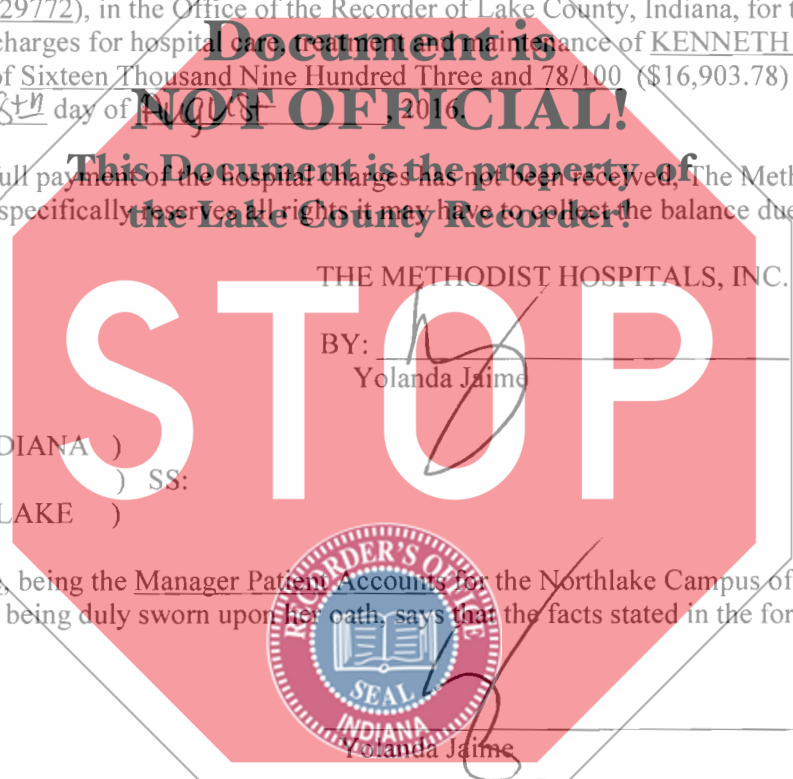 29772), in the Office of the Recorder of Lake County, Indiana, for t
charges for hospital care, treatment and maintenance of KENNETH
Document is
of Sixteen Thousand Nine Hundred Three and 78/100 ($16,903.78)
8th day of August, 2016.
NOT OFFICIAL!
This Document is the property of
ull payment of the hospital charges has not been received, The Meth
specifically reserves all rights it may have to collect the balance due
the Lake County Recorder!
THE METHODIST HOSPITALS, INC.
STOP
BY:
Yolanda Jaime
DIANA )
) SS:
LAKE )
, being the Manager Patient Accounts for the Northlake Campus of
being duly sworn upon her oath, says that the facts stated in the for
RECORDER'S OFFICE
SEAL
INDIANA
Yolanda Jaime